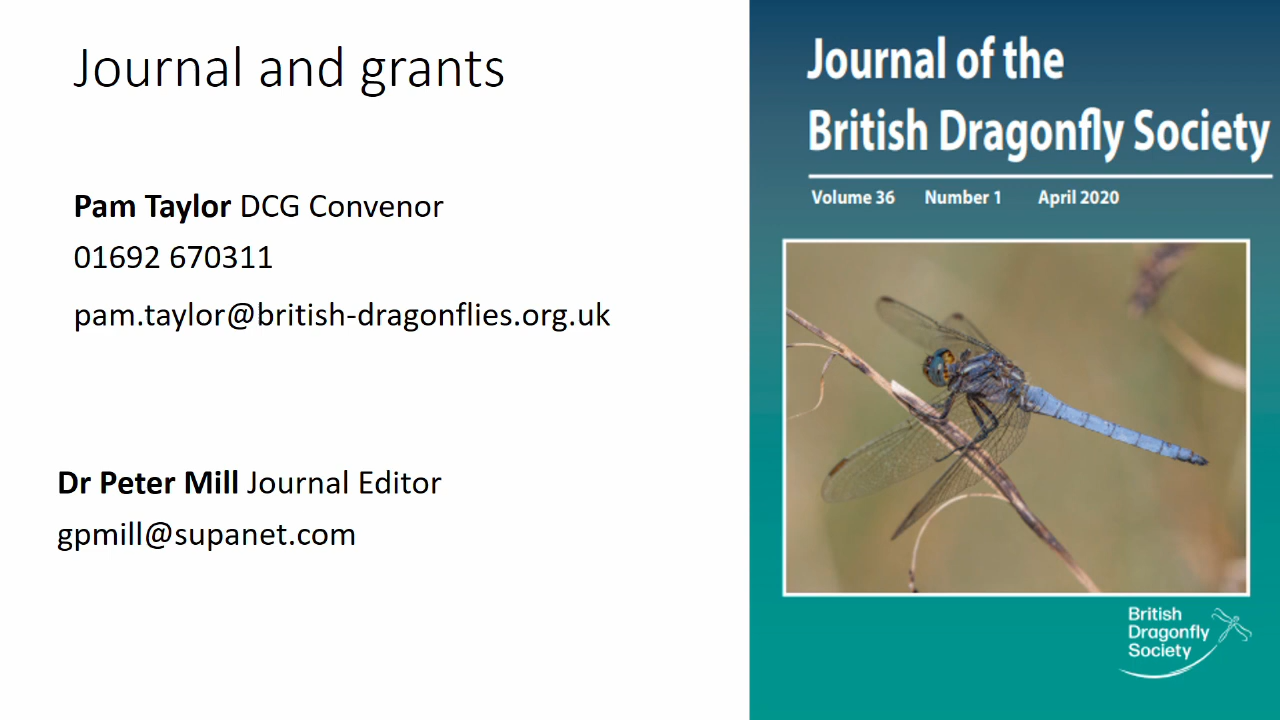 Journal and grants
Pam Taylor DCG Convenor
01692 670311
pam.taylor@british-dragonflies.org.uk
Dr Peter Mill Journal Editor
gpmill@supanet.com
Journal of the
British Dragonfly Society
Volume 36 Number 1 April 2020
British
Dragonfly
Society